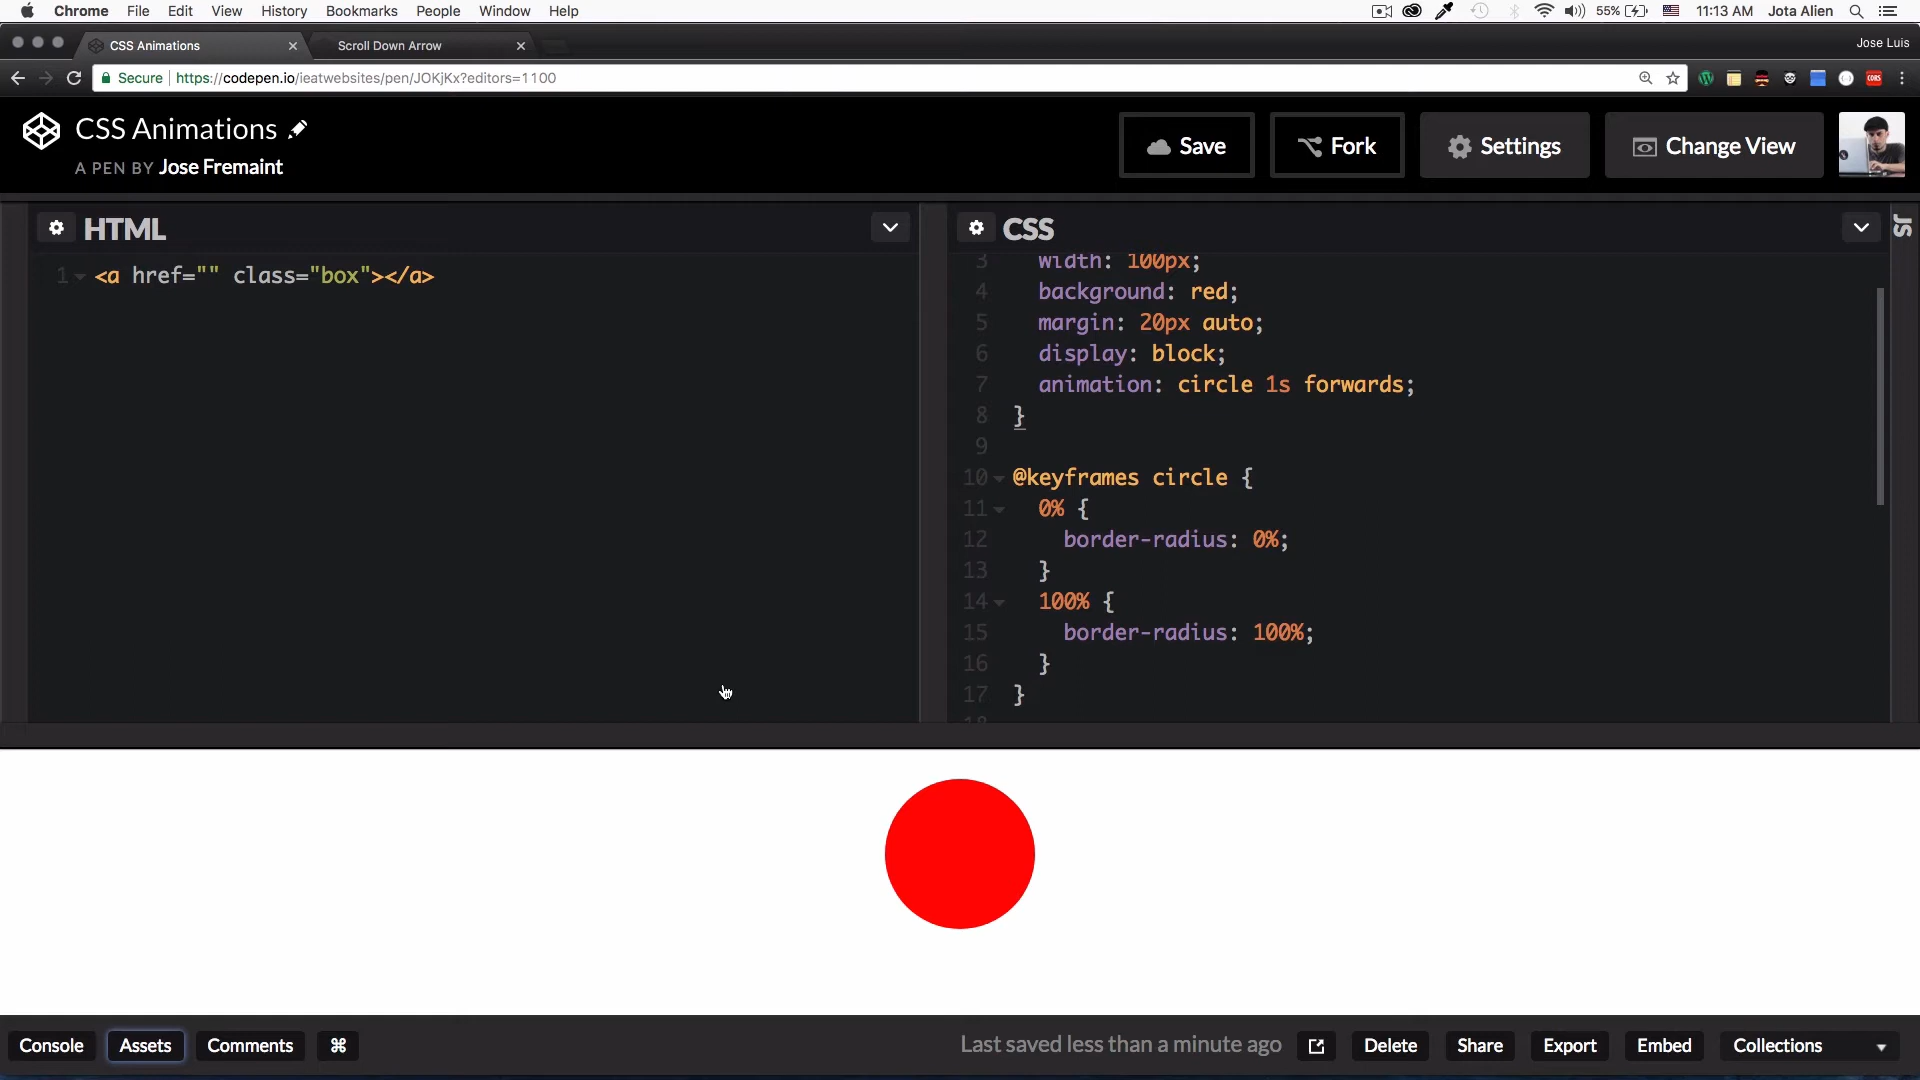 Chrome File Edit View History Bookmarks People Window Help 55% 11:13 AM Jota Alien
CSS Animations Scroll Down Arrow Jose Luis
Secure https://codepen.io/ieatwebsites/pen/JOKjKx?editors=1100
CSS Animations
A PEN BY Jose Fremaint
Save Fork Settings Change View
HTML
1 <a href="" class="box"></a>
CSS
3 width: 100px;
4 background: red;
5 margin: 20px auto;
6 display: block;
7 animation: circle 1s forwards;
8 }
9
10 @keyframes circle {
11 0% {
12 border-radius: 0%;
13 }
14 100% {
15 border-radius: 100%;
16 }
17 }
18
JS
Console Assets Comments ⌘ Last saved less than a minute ago Delete Share Export Embed Collections